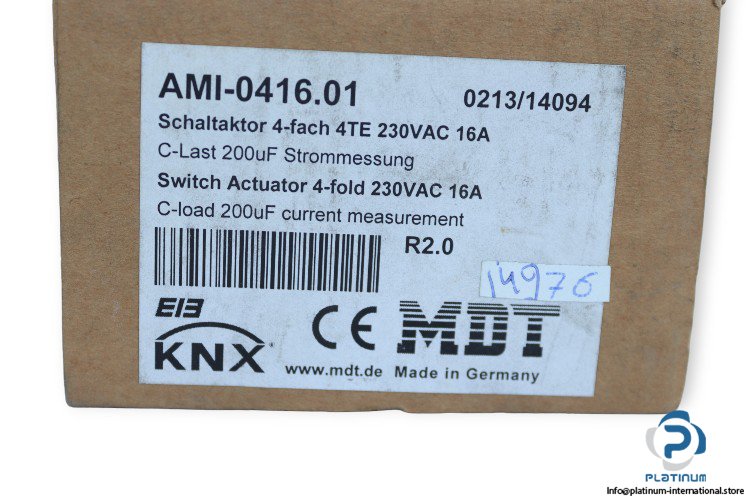 AMI-0416.01 0213/14094
Schaltaktor 4-fach 4TE 230VAC 16A
C-Last 200uF Strommessung
Switch Actuator 4-fold 230VAC 16A
C-load 200uF current measurement
R2.0
14976
EIB
KNX CE MDT
www.mdt.de Made in Germany
PLATINUM
Info@platinum-international.store